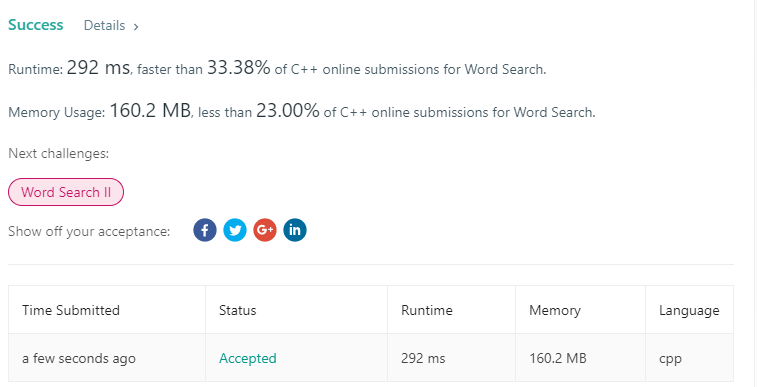 Success Details ›
Runtime: 292 ms, faster than 33.38% of C++ online submissions for Word Search.
Memory Usage: 160.2 MB, less than 23.00% of C++ online submissions for Word Search.
Next challenges:
Word Search II
Show off your acceptance: f G+ in
Time Submitted Status Runtime Memory Language
a few seconds ago Accepted 292 ms 160.2 MB cpp